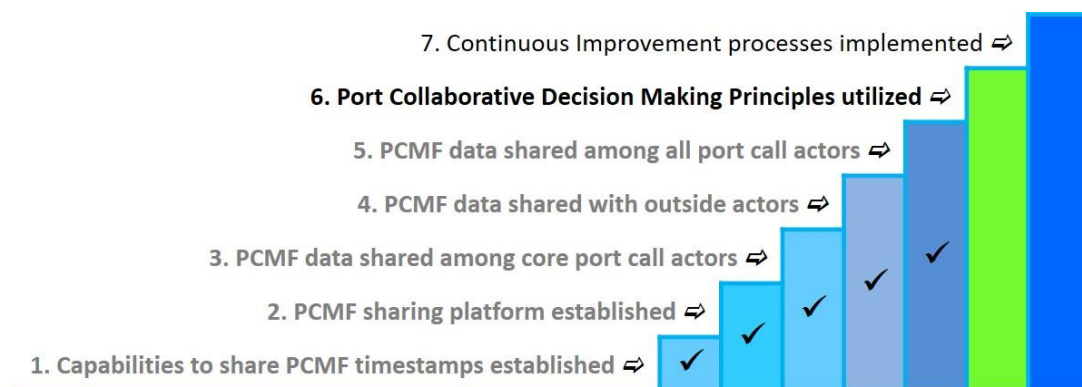 7. Continuous Improvement processes implemented ➩
6. Port Collaborative Decision Making Principles utilized ➩
5. PCMF data shared among all port call actors ➩
4. PCMF data shared with outside actors ➩
3. PCMF data shared among core port call actors ➩
2. PCMF sharing platform established ➩
1. Capabilities to share PCMF timestamps established ➩